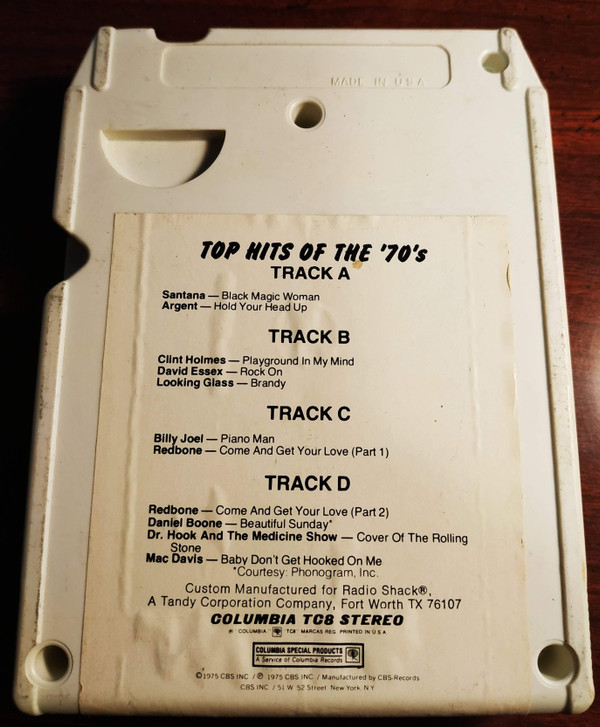 MADE IN U.S.A
TOP HITS OF THE '70's
TRACK A
Santana — Black Magic Woman
Argent — Hold Your Head Up
TRACK B
Clint Holmes — Playground In My Mind
David Essex — Rock On
Looking Glass — Brandy
TRACK C
Billy Joel — Piano Man
Redbone — Come And Get Your Love (Part 1)
TRACK D
Redbone — Come And Get Your Love (Part 2)
Daniel Boone — Beautiful Sunday*
Dr. Hook And The Medicine Show — Cover Of The Rolling
Stone
Mac Davis — Baby Don't Get Hooked On Me
*Courtesy: Phonogram, Inc.
Custom Manufactured for Radio Shack®,
A Tandy Corporation Company, Fort Worth TX 76107
COLUMBIA TC8 STEREO
® COLUMBIA, TC8 MARCAS REG. PRINTED IN U.S.A.
COLUMBIA SPECIAL PRODUCTS
A Service of Columbia Records
©1975 CBS INC / ℗ 1975 CBS INC / Manufactured by CBS Records
CBS INC / 51 W 52 Street New York N Y